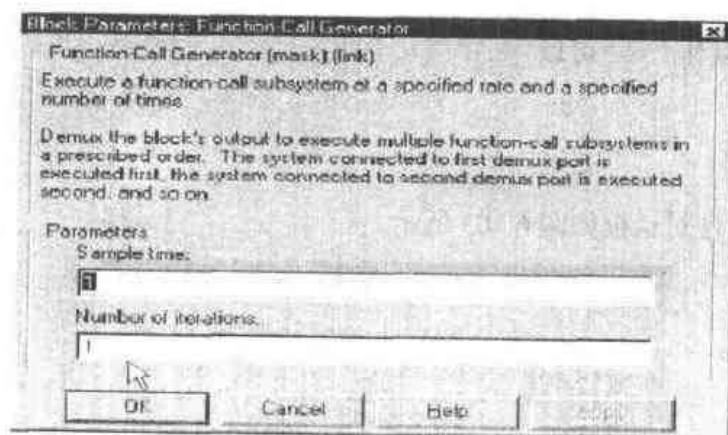 Block Parameters: Function-Call Generator
Function-Call Generator (mask) (link)
Execute a function-call subsystem at a specified rate and a specified
number of times.
Demux the block's output to execute multiple function-call subsystems in
a prescribed order. The system connected to first demux port is
executed first, the system connected to second demux port is executed
second, and so on.
Parameters
Sample time:
1
Number of iterations:
1
OK
Cancel
Help